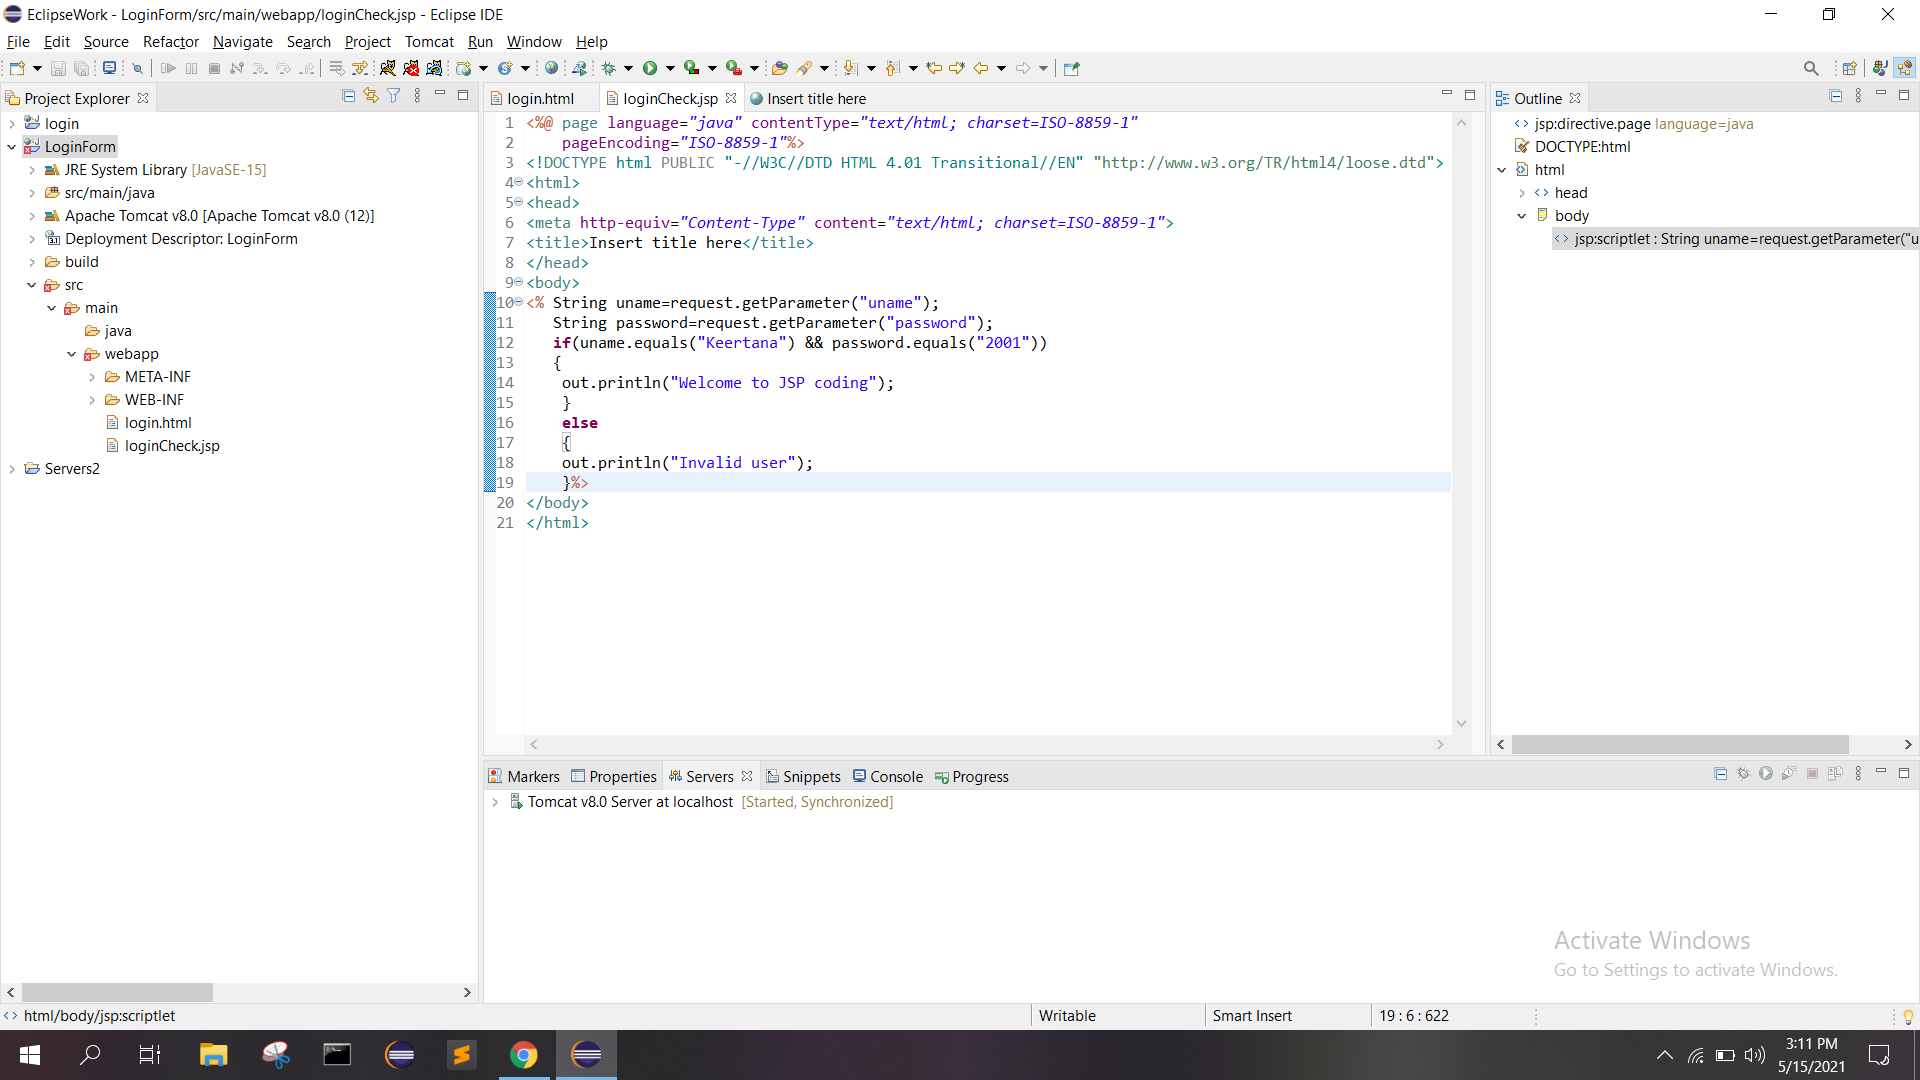 EclipseWork - LoginForm/src/main/webapp/loginCheck.jsp - Eclipse IDE
File Edit Source Refactor Navigate Search Project Tomcat Run Window Help
Project Explorer
login
LoginForm
JRE System Library [JavaSE-15]
src/main/java
Apache Tomcat v8.0 [Apache Tomcat v8.0 (12)]
Deployment Descriptor: LoginForm
build
src
main
java
webapp
META-INF
WEB-INF
login.html
loginCheck.jsp
Servers2
login.html loginCheck.jsp Insert title here
1 <%@ page language="java" contentType="text/html; charset=ISO-8859-1"
2     pageEncoding="ISO-8859-1"%>
3 <!DOCTYPE html PUBLIC "-//W3C//DTD HTML 4.01 Transitional//EN" "http://www.w3.org/TR/html4/loose.dtd">
4 <html>
5 <head>
6 <meta http-equiv="Content-Type" content="text/html; charset=ISO-8859-1">
7 <title>Insert title here</title>
8 </head>
9 <body>
10 <% String uname=request.getParameter("uname");
11    String password=request.getParameter("password");
12    if(uname.equals("Keertana") && password.equals("2001"))
13    {
14     out.println("Welcome to JSP coding");
15     }
16     else
17     {
18     out.println("Invalid user");
19     }%>
20 </body>
21 </html>
Outline
jsp:directive.page language=java
DOCTYPE:html
html
head
body
jsp:scriptlet : String uname=request.getParameter("u
Markers Properties Servers Snippets Console Progress
Tomcat v8.0 Server at localhost [Started, Synchronized]
Activate Windows
Go to Settings to activate Windows.
html/body/jsp:scriptlet Writable Smart Insert 19 : 6 : 622
3:11 PM
5/15/2021